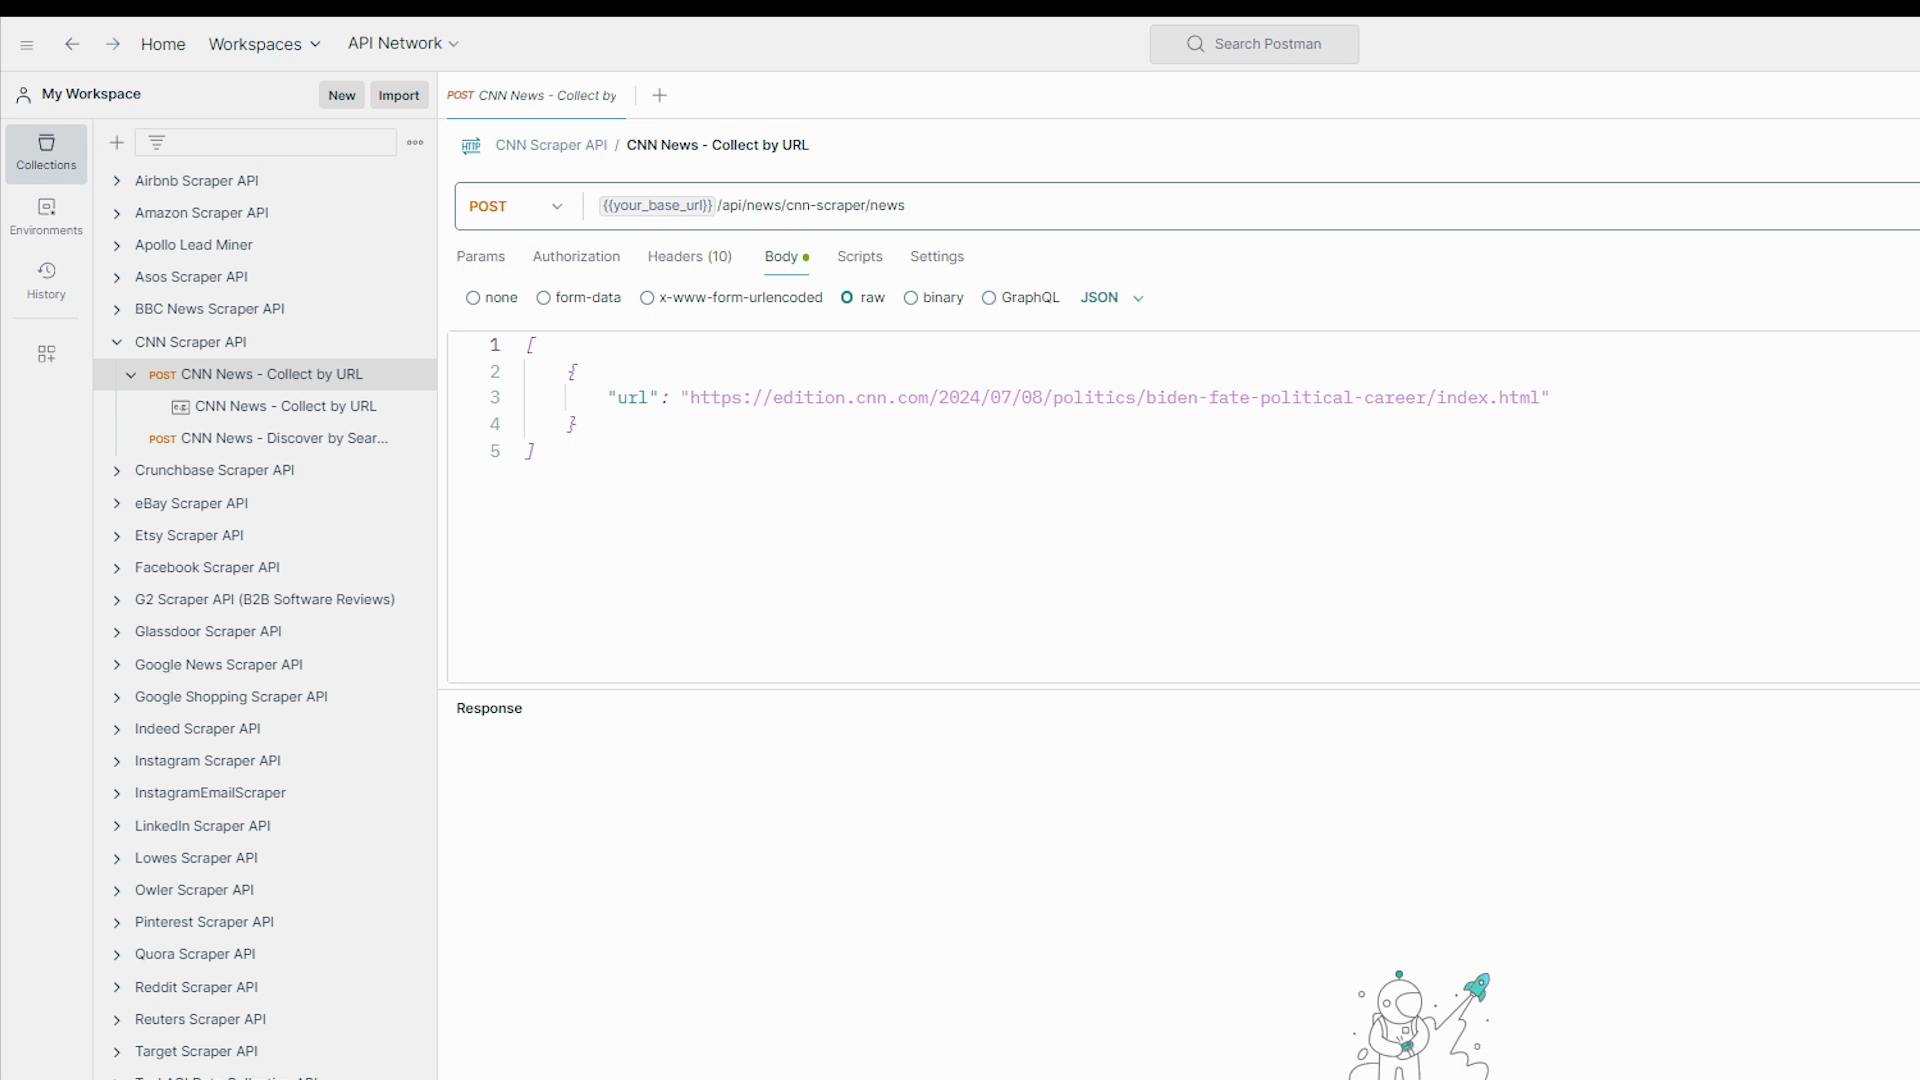 Home Workspaces API Network Search Postman
My Workspace New Import POST CNN News - Collect by
Collections
Environments
History
Airbnb Scraper API
Amazon Scraper API
Apollo Lead Miner
Asos Scraper API
BBC News Scraper API
CNN Scraper API
POST CNN News - Collect by URL
e.g. CNN News - Collect by URL
POST CNN News - Discover by Sear...
Crunchbase Scraper API
eBay Scraper API
Etsy Scraper API
Facebook Scraper API
G2 Scraper API (B2B Software Reviews)
Glassdoor Scraper API
Google News Scraper API
Google Shopping Scraper API
Indeed Scraper API
Instagram Scraper API
InstagramEmailScraper
LinkedIn Scraper API
Lowes Scraper API
Owler Scraper API
Pinterest Scraper API
Quora Scraper API
Reddit Scraper API
Reuters Scraper API
Target Scraper API
HTTP CNN Scraper API / CNN News - Collect by URL
POST {{your_base_url}}/api/news/cnn-scraper/news
Params Authorization Headers (10) Body Scripts Settings
none form-data x-www-form-urlencoded raw binary GraphQL JSON
1 [
2 {
3 "url": "https://edition.cnn.com/2024/07/08/politics/biden-fate-political-career/index.html"
4 }
5 ]
Response